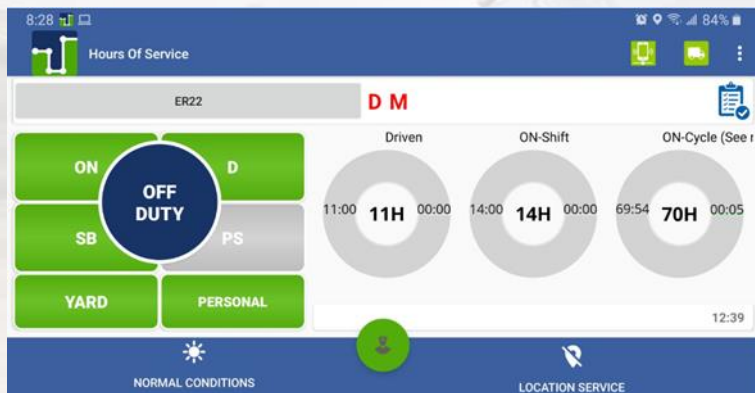 8:28
84%
Hours Of Service
ER22
D M
ON
D
OFF
DUTY
SB
PS
YARD
PERSONAL
Driven
ON-Shift
ON-Cycle (See r
11:00 11H 00:00
14:00 14H 00:00
69:54 70H 00:05
12:39
NORMAL CONDITIONS
LOCATION SERVICE